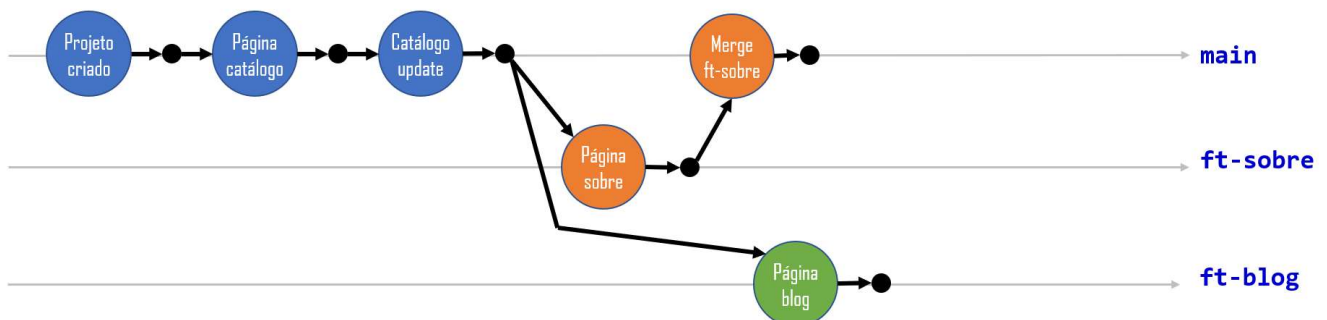 Projeto
criado
Página
catálogo
Catálogo
update
Merge
ft-sobre
main
Página
sobre
ft-sobre
Página
blog
ft-blog